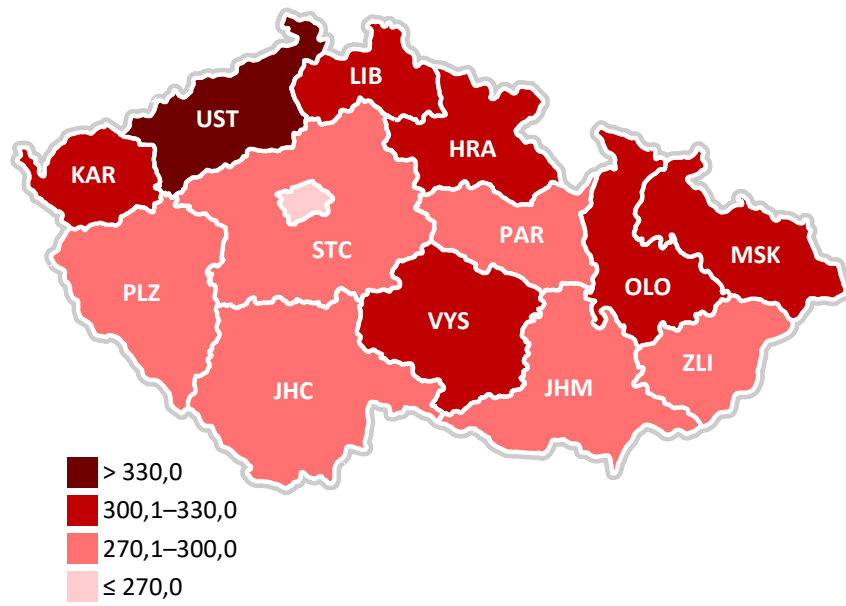 LIB
UST
HRA
KAR
PAR
STC
MSK
OLO
PLZ
VYS
ZLI
JHC
JHM
> 330,0
300,1–330,0
270,1–300,0
≤ 270,0